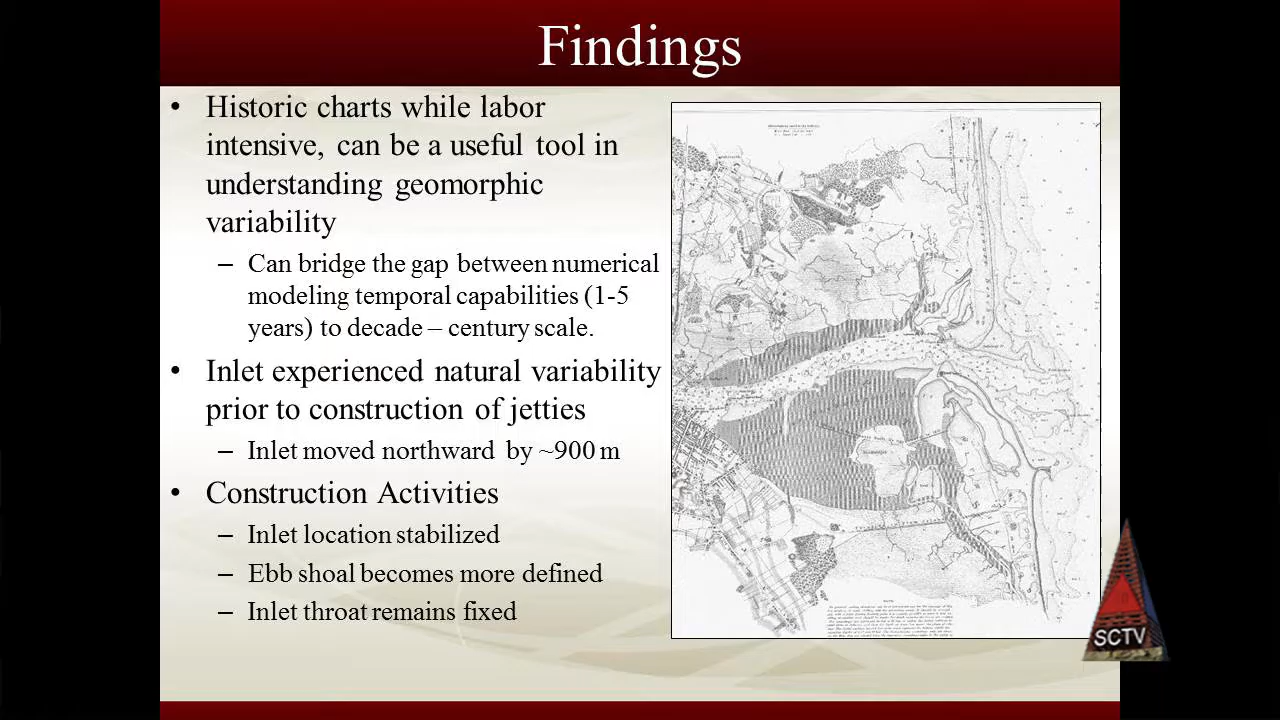 Findings
• Historic charts while labor
intensive, can be a useful tool in
understanding geomorphic
variability
– Can bridge the gap between numerical
modeling temporal capabilities (1-5
years) to decade – century scale.
• Inlet experienced natural variability
prior to construction of jetties
– Inlet moved northward by ~900 m
• Construction Activities
– Inlet location stabilized
– Ebb shoal becomes more defined
– Inlet throat remains fixed
SCTV